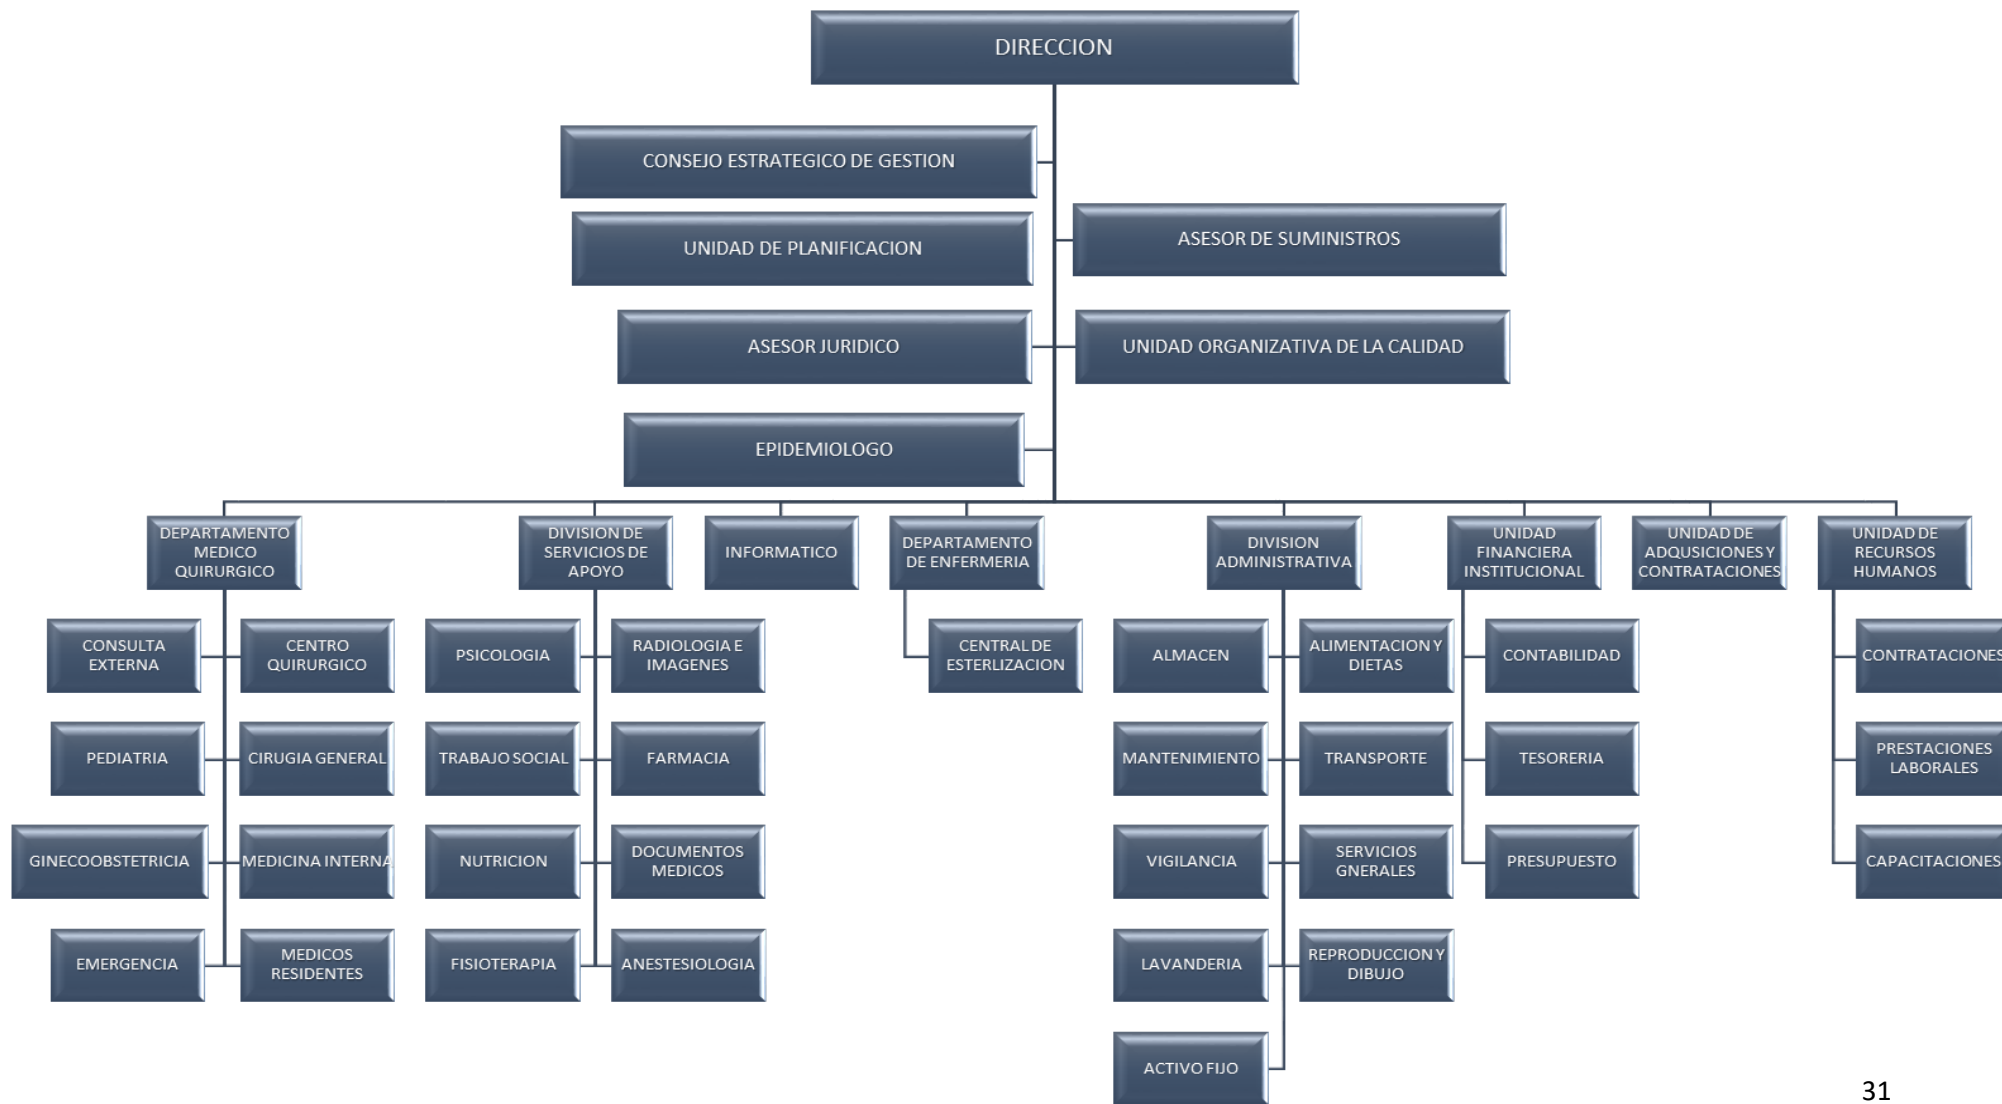 DIRECCION
CONSEJO ESTRATEGICO DE GESTION
UNIDAD DE PLANIFICACION
ASESOR DE SUMINISTROS
ASESOR JURIDICO
UNIDAD ORGANIZATIVA DE LA CALIDAD
EPIDEMIOLOGO
DEPARTAMENTO
MEDICO
QUIRURGICO
DIVISION DE
SERVICIOS DE
APOYO
INFORMATICO
DEPARTAMENTO
DE ENFERMERIA
DIVISION
ADMINISTRATIVA
UNIDAD
FINANCIERA
INSTITUCIONAL
UNIDAD DE
ADQUSICIONES Y
CONTRATACIONES
UNIDAD DE
RECURSOS
HUMANOS
CONSULTA
EXTERNA
CENTRO
QUIRURGICO
PSICOLOGIA
RADIOLOGIA E
IMAGENES
CENTRAL DE
ESTERLIZACION
ALMACEN
ALIMENTACION Y
DIETAS
CONTABILIDAD
CONTRATACIONES
PEDIATRIA
CIRUGIA GENERAL
TRABAJO SOCIAL
FARMACIA
MANTENIMIENTO
TRANSPORTE
TESORERIA
PRESTACIONES
LABORALES
GINECOOBSTETRICIA
MEDICINA INTERNA
NUTRICION
DOCUMENTOS
MEDICOS
VIGILANCIA
SERVICIOS
GNERALES
PRESUPUESTO
CAPACITACIONES
EMERGENCIA
MEDICOS
RESIDENTES
FISIOTERAPIA
ANESTESIOLOGIA
LAVANDERIA
REPRODUCCION Y
DIBUJO
ACTIVO FIJO
31